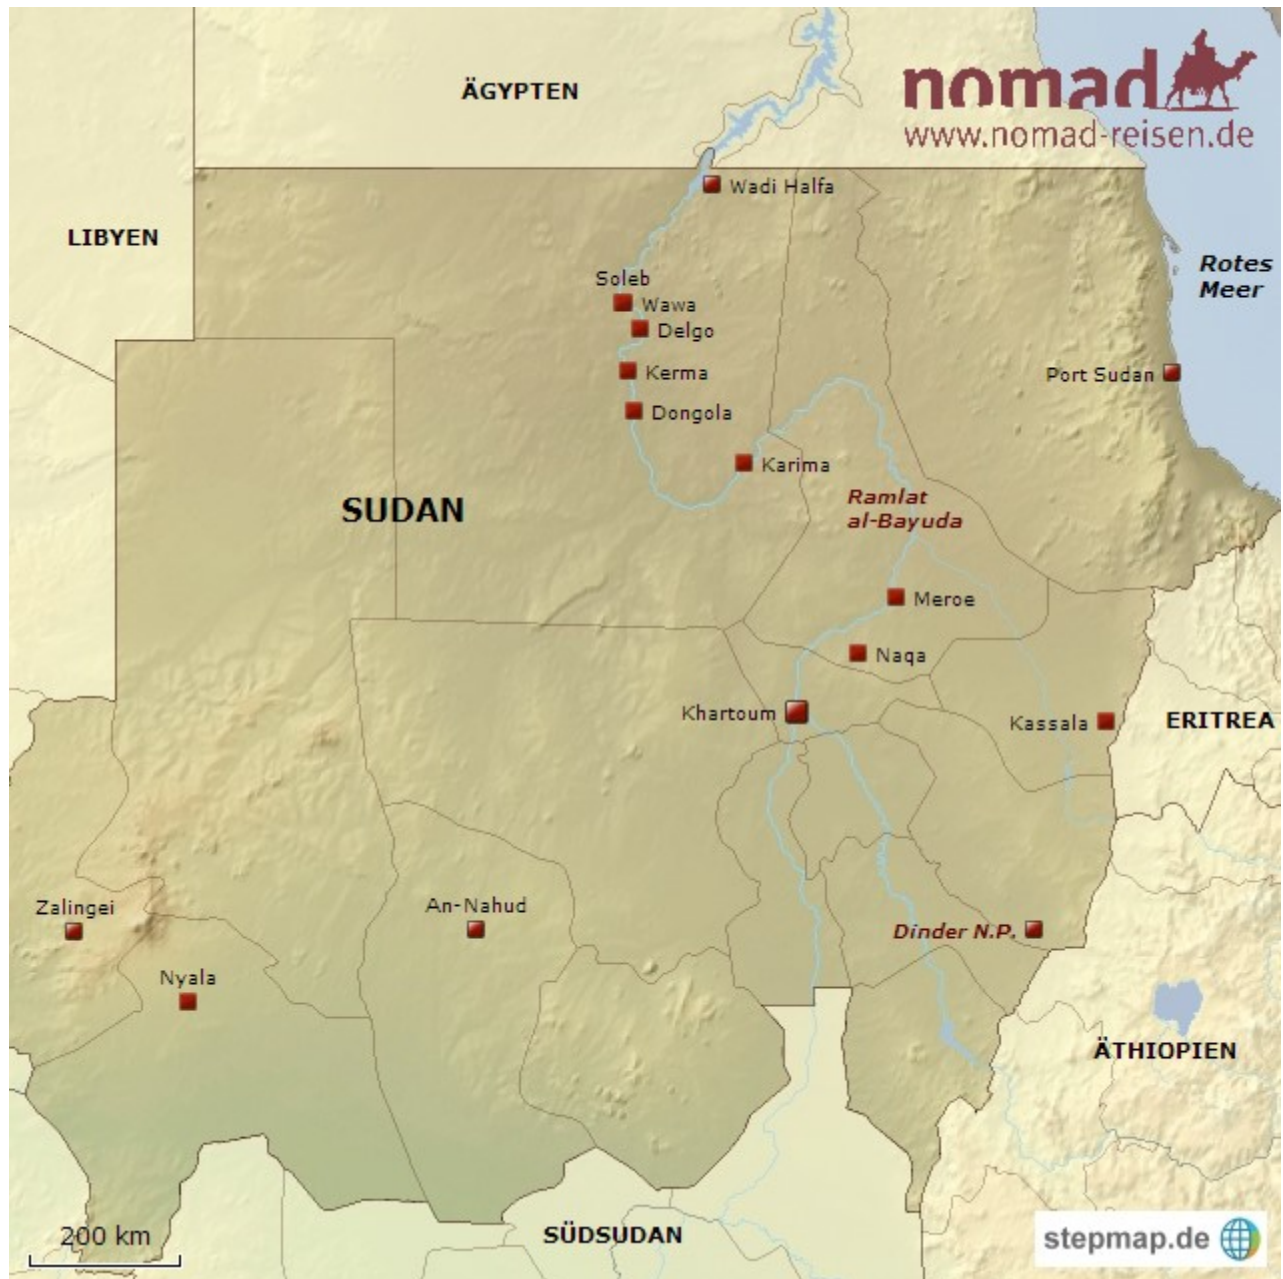 nomad
www.nomad-reisen.de
ÄGYPTEN
Wadi Halfa
LIBYEN
Rotes
Meer
Soleb
Wawa
Delgo
Kerma
Port Sudan
Dongola
Karima
SUDAN
Ramlat
al-Bayuda
Meroe
Naqa
Khartoum
Kassala
ERITREA
Zalingei
An-Nahud
Dinder N.P.
Nyala
ÄTHIOPIEN
200 km
SÜDSUDAN
stepmap.de